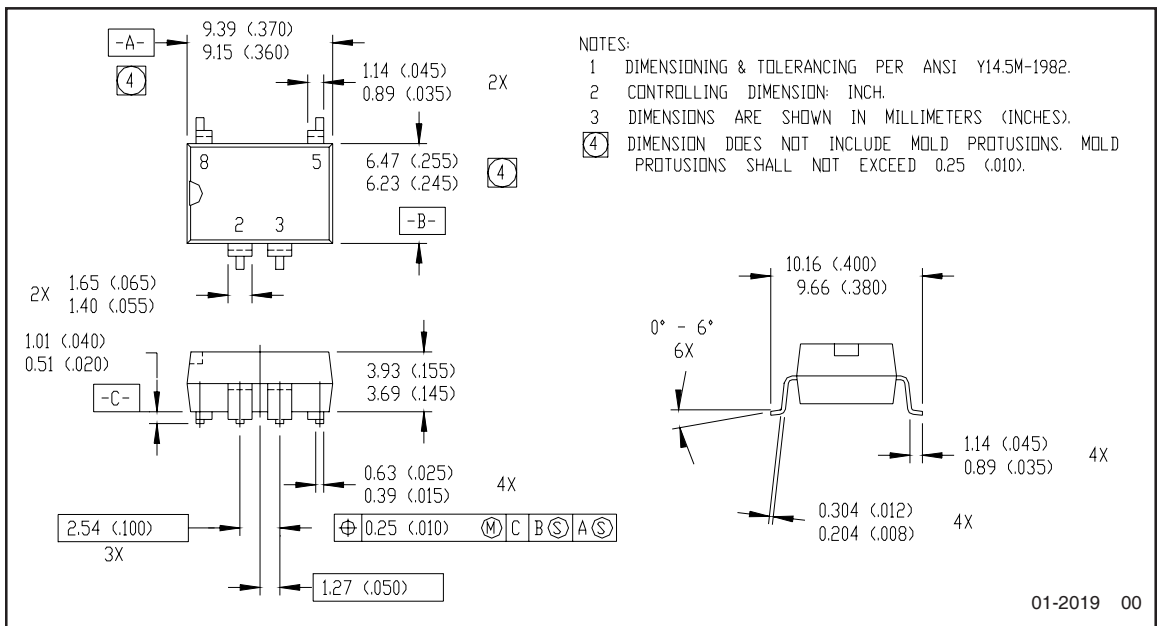 -A-
9.39 (.370)
9.15 (.360)
4
1.14 (.045)
0.89 (.035)
2X
8
5
2
3
6.47 (.255)
6.23 (.245)
4
-B-
2X
1.65 (.065)
1.40 (.055)
1.01 (.040)
0.51 (.020)
-C-
3.93 (.155)
3.69 (.145)
0.63 (.025)
0.39 (.015)
4X
2.54 (.100)
3X
⌖ 0.25 (.010) Ⓜ C BⓈ AⓈ
1.27 (.050)
NOTES:
1 DIMENSIONING & TOLERANCING PER ANSI Y14.5M-1982.
2 CONTROLLING DIMENSION: INCH.
3 DIMENSIONS ARE SHOWN IN MILLIMETERS (INCHES).
4 DIMENSION DOES NOT INCLUDE MOLD PROTUSIONS. MOLD
PROTUSIONS SHALL NOT EXCEED 0.25 (.010).
10.16 (.400)
9.66 (.380)
0° - 6°
6X
1.14 (.045)
0.89 (.035)
4X
0.304 (.012)
0.204 (.008)
4X
01-2019 00